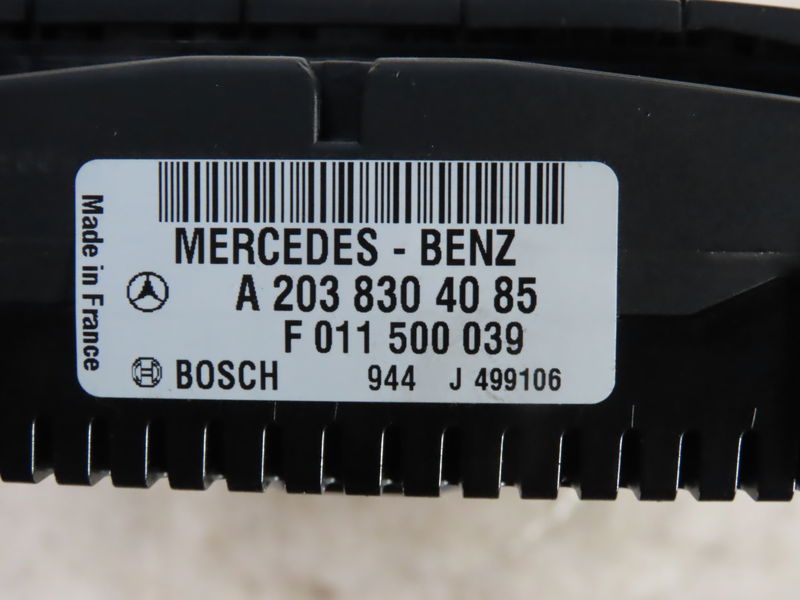 Made in France
MERCEDES - BENZ
A 203 830 40 85
F 011 500 039
BOSCH 944 J 499106